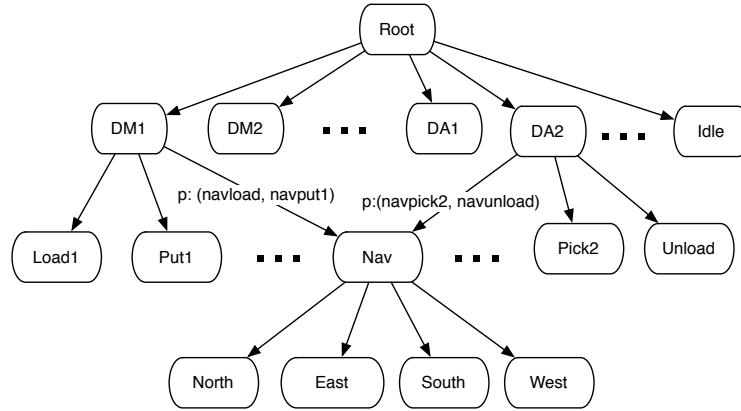 Root
DM1
DM2
DA1
DA2
Idle
p: (navload, navput1)
p:(navpick2, navunload)
Load1
Put1
Nav
Pick2
Unload
North
East
South
West